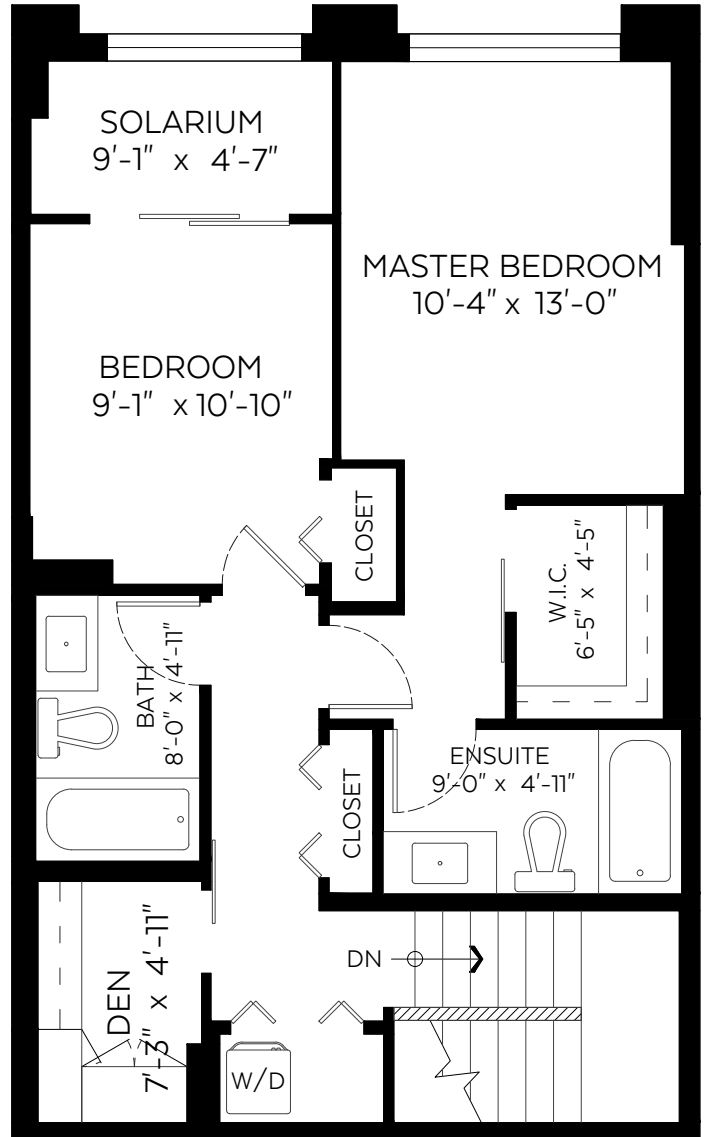 SOLARIUM
9'-1" x 4'-7"
MASTER BEDROOM
10'-4" x 13'-0"
BEDROOM
9'-1" x 10'-10"
CLOSET
W.I.C.
6'-5" x 4'-5"
BATH
8'-0" x 4'-11"
ENSUITE
9'-0" x 4'-11"
CLOSET
DN
DEN
7'-3" x 4'-11"
W/D